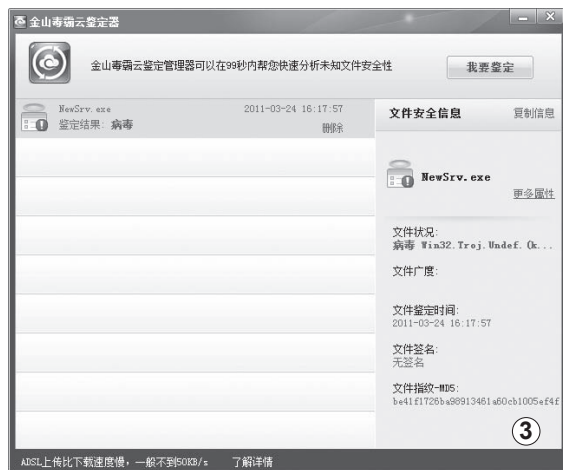 金山毒霸云鉴定器
金山毒霸云鉴定管理器可以在99秒内帮您快速分析未知文件安全性
我要鉴定
NewSrv.exe 2011-03-24 16:17:57
鉴定结果: 病毒 删除
文件安全信息 复制信息
NewSrv.exe
更多属性
文件状况:
病毒 Win32.Troj.Undef.(k...
文件广度:
文件鉴定时间:
2011-03-24 16:17:57
文件签名:
无签名
文件指纹-MD5:
be41f1726ba98913461a60cb1005ef4f
③
ADSL上传比下载速度慢，一般不到50KB/s 了解详情